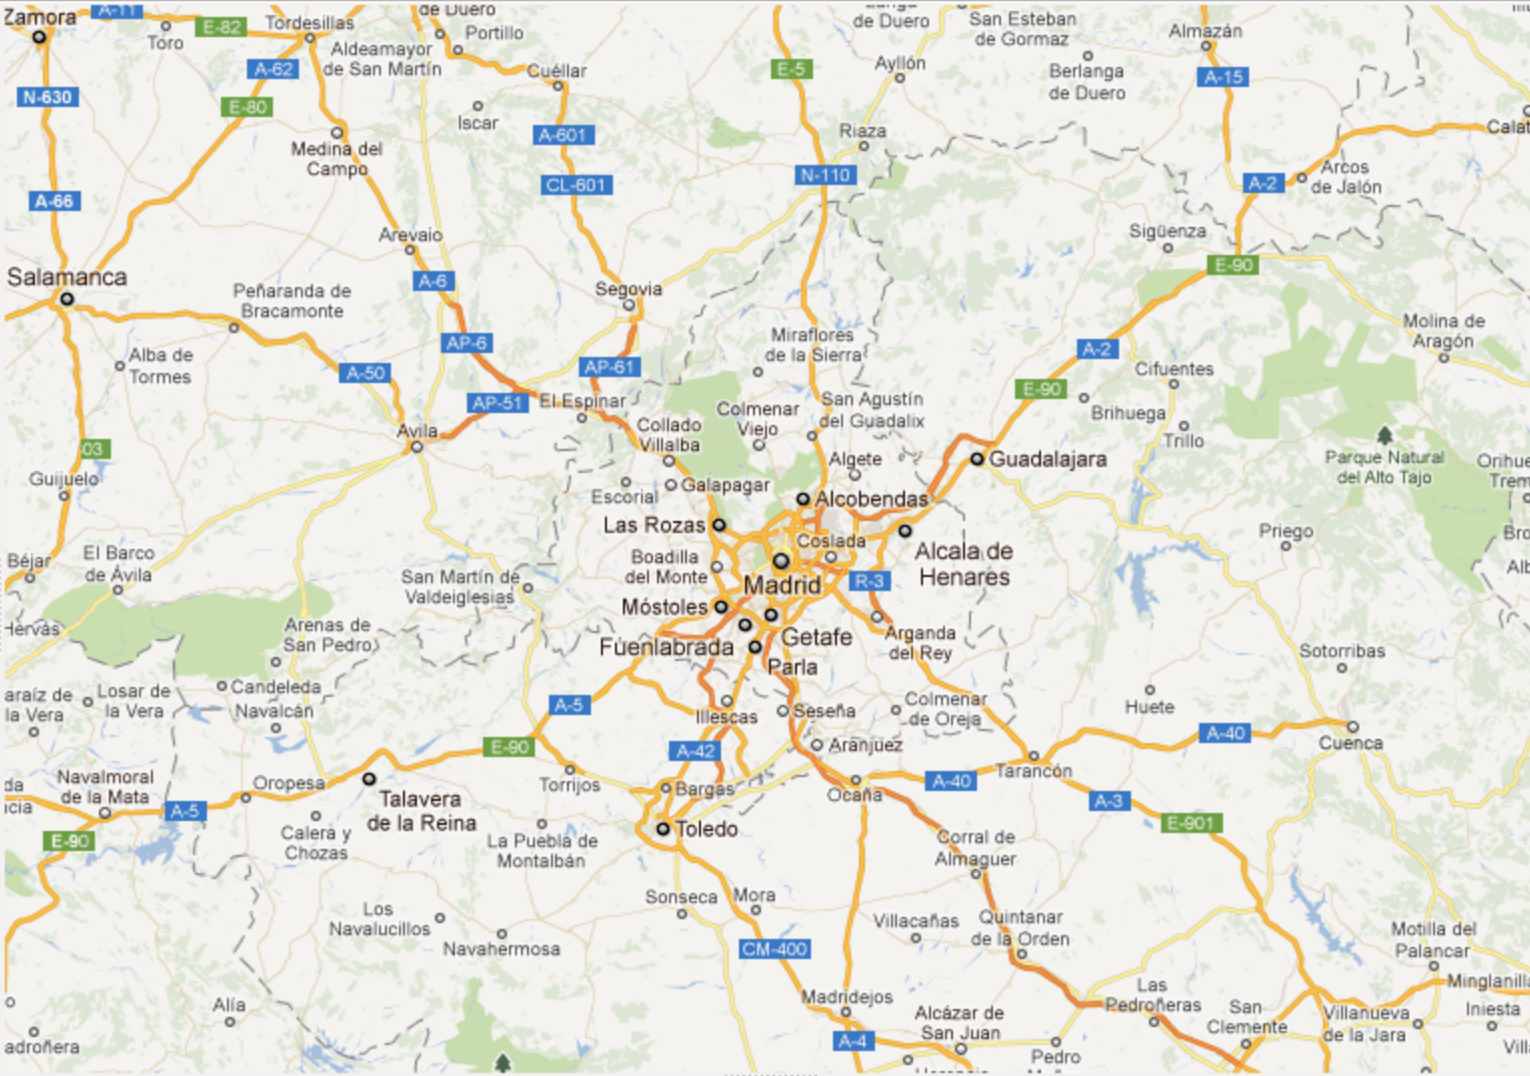 Zamora
A-11
E-82
Toro
Tordesillas
de Duero
Portillo
Aldeamayor
de San Martín
A-62
Cuéllar
E-5
de Duero
Ayllón
San Esteban
de Gormaz
Berlanga
de Duero
Almazán
A-15
N-630
E-80
Iscar
A-601
Riaza
Medina del
Campo
CL-601
N-110
A-2
Arcos
de Jalón
A-66
Arevalo
Sigüenza
E-90
Salamanca
A-6
Segovia
Peñaranda de
Bracamonte
AP-6
Miraflores
de la Sierra
A-2
Molina de
Aragón
Alba de
Tormes
A-50
AP-61
Cifuentes
E-90
AP-51
El Espinar
Colmenar
Viejo
San Agustín
del Guadalix
Brihuega
Trillo
Avila
Collado
Villalba
03
Guijuelo
Algete
Guadalajara
Parque Natural
del Alto Tajo
Escorial
Galapagar
Alcobendas
Las Rozas
Coslada
Priego
Béjar
El Barco
de Ávila
Boadilla
del Monte
Alcala de
Henares
San Martín de
Valdeiglesias
Madrid
R-3
Móstoles
Arenas de
San Pedro
Fuenlabrada
Getafe
Arganda
del Rey
Parla
Sotorribas
Losar de
la Vera
Candeleda
Navalcán
A-5
Illescas
Seseña
Colmenar
de Oreja
Huete
la Vera
E-90
A-42
Aranjuez
A-40
Cuenca
Navalmoral
de la Mata
Oropesa
Torrijos
Bargas
Ocaña
A-40
Tarancón
A-5
Talavera
de la Reina
A-3
E-90
Calera y
Chozas
La Puebla de
Montalbán
Toledo
E-901
Corral de
Almaguer
Sonseca
Mora
Los
Navalucillos
Navahermosa
Villacañas
Quintanar
de la Orden
Motilla del
Palancar
CM-400
Alía
Madridejos
Las
Pedroñeras
Alcázar de
San Juan
San
Clemente
Villanueva
de la Jara
Iniesta
A-4
Pedro